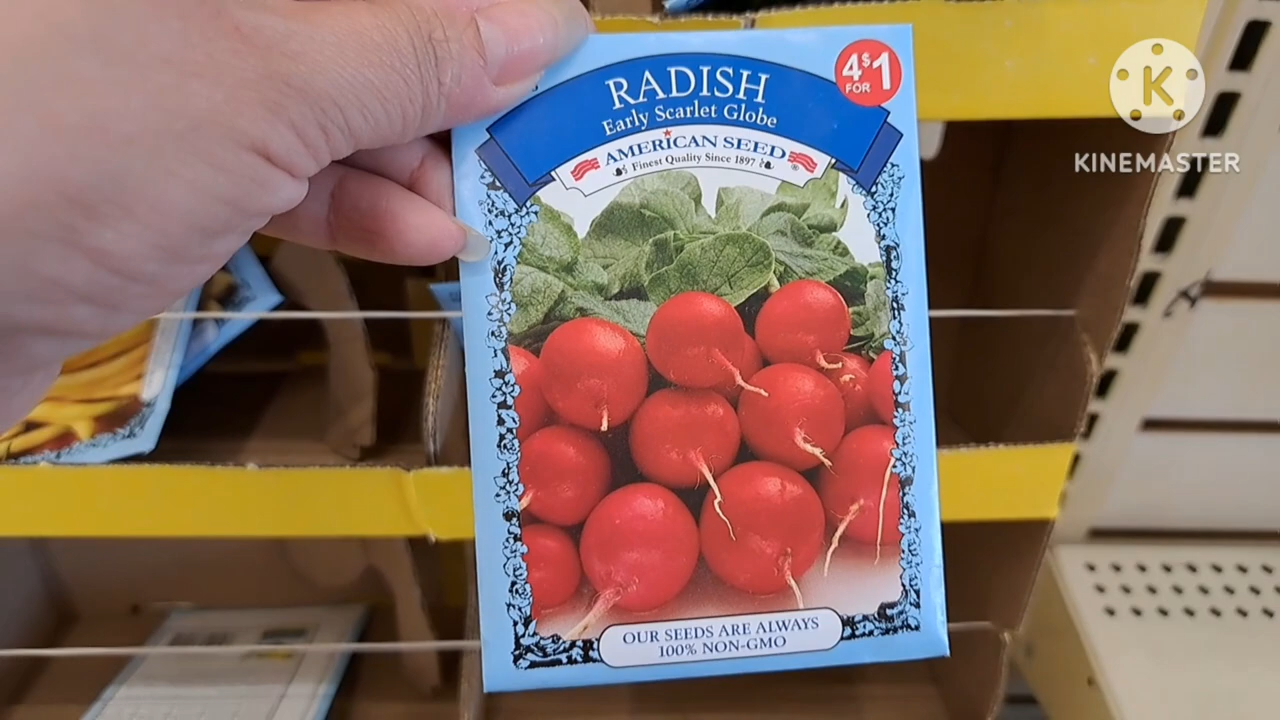 RADISH
Early Scarlet Globe
4 FOR $1
AMERICAN SEED®
Finest Quality Since 1897
OUR SEEDS ARE ALWAYS
100% NON-GMO
K
KINEMASTER